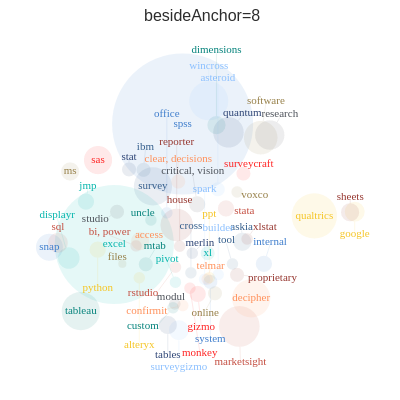 besideAnchor=8
dimensions
wincross
asteroid
software
office
quantum
research
spss
reporter
ibm
sas
stat
clear, decisions
surveycraft
ms
critical, vision
jmp
survey
spark
voxco
house
sheets
displayr
studio
uncle
ppt
stata
qualtrics
sql
bi, power
access
cross
builder
askia
xlstat
google
snap
excel
mtab
merlin
tool
internal
files
pivot
xl
telmar
python
proprietary
rstudio
modul
decipher
tableau
confirmit
online
custom
gizmo
system
alteryx
tables
monkey
surveygizmo
marketsight